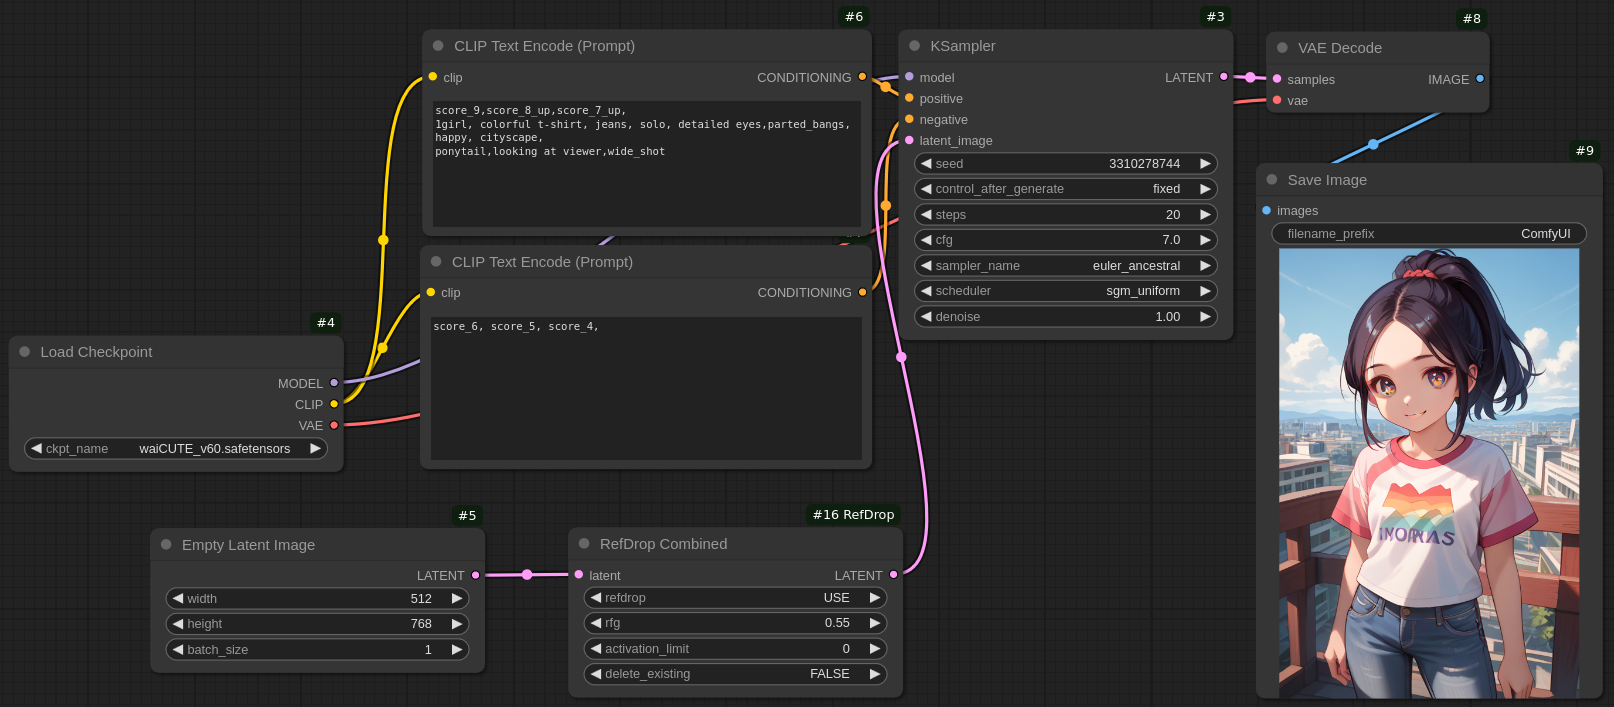 #6
CLIP Text Encode (Prompt)
clip
CONDITIONING
score_9,score_8_up,score_7_up,
1girl, colorful t-shirt, jeans, solo, detailed eyes,parted_bangs,
happy, cityscape,
ponytail,looking at viewer,wide_shot
CLIP Text Encode (Prompt)
clip
CONDITIONING
score_6, score_5, score_4,
#4
Load Checkpoint
MODEL
CLIP
VAE
ckpt_name waiCUTE_v60.safetensors
#5
Empty Latent Image
LATENT
width 512
height 768
batch_size 1
#16 RefDrop
RefDrop Combined
latent
LATENT
refdrop USE
rfg 0.55
activation_limit 0
delete_existing FALSE
#3
KSampler
model
LATENT
positive
negative
latent_image
seed 3310278744
control_after_generate fixed
steps 20
cfg 7.0
sampler_name euler_ancestral
scheduler sgm_uniform
denoise 1.00
#8
VAE Decode
samples
IMAGE
vae
#9
Save Image
images
filename_prefix ComfyUI